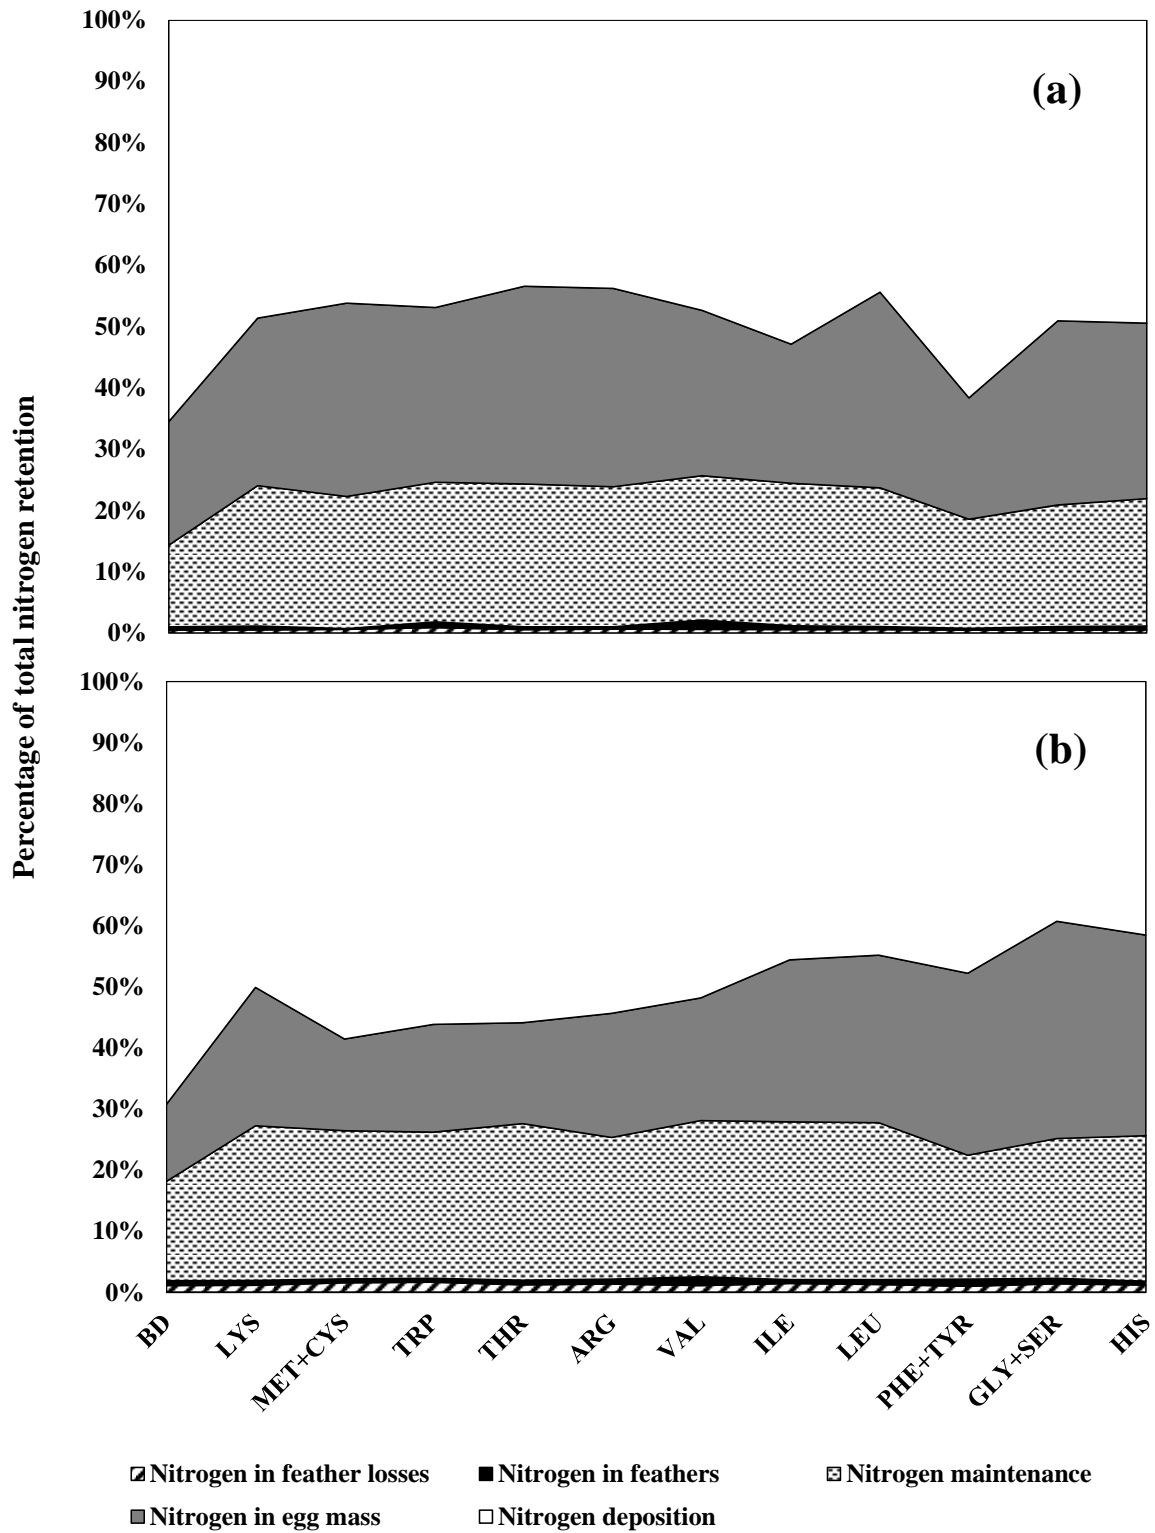 100%
90%
(a)
80%
70%
60%
50%
40%
30%
20%
10%
0%
Percentage of total nitrogen retention
100%
90%
(b)
80%
70%
60%
50%
40%
30%
20%
10%
0%
BD
LYS
MET+CYS
TRP
THR
ARG
VAL
ILE
LEU
PHE+TYR
GLY+SER
HIS
Nitrogen in feather losses
Nitrogen in feathers
Nitrogen maintenance
Nitrogen in egg mass
Nitrogen deposition